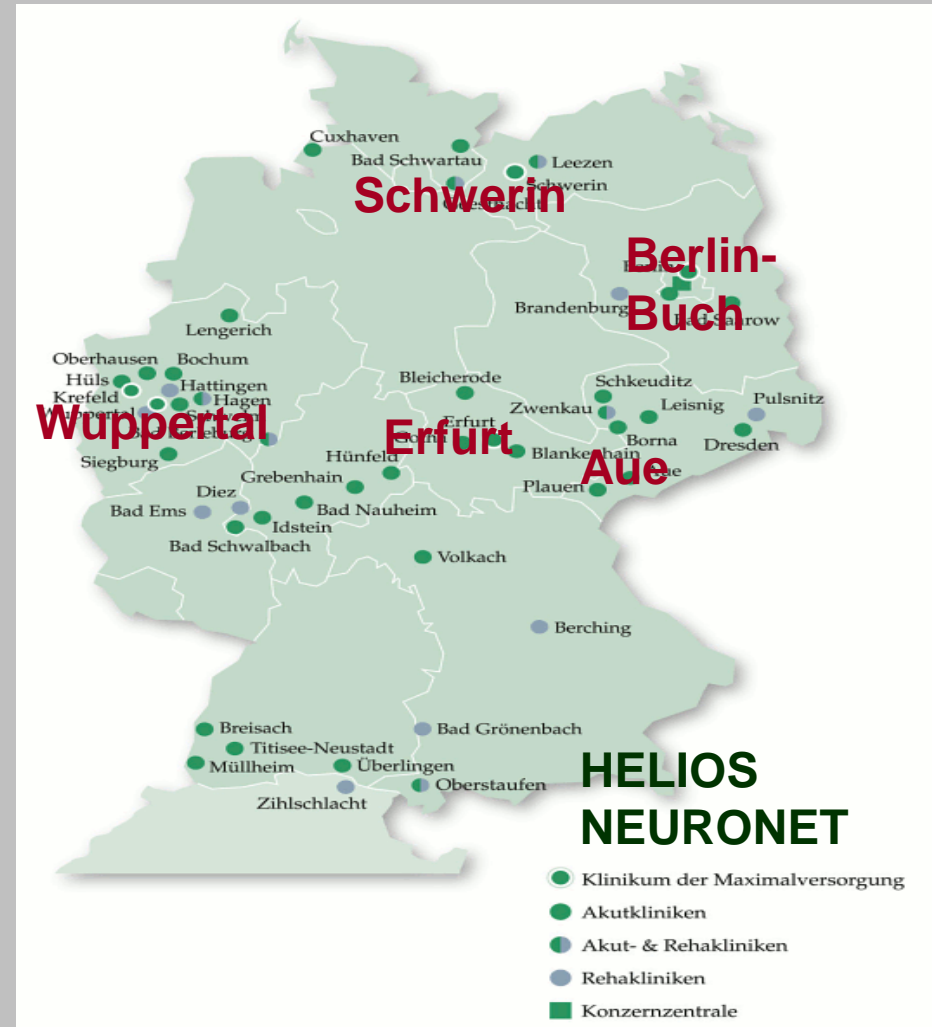 Cuxhaven
Bad Schwartau
Leezen
Schwerin
Schwerin
Berlin-
Buch
Brandenburg
Bad Saarow
Lengerich
Oberhausen
Bochum
Hüls
Hattingen
Krefeld
Hagen
Wuppertal
Wuppertal
Siegburg
Bleicherode
Schkeuditz
Zwenkau
Leisnig
Pulsnitz
Borna
Dresden
Erfurt
Erfurt
Blankenhain
Aue
Plauen
Hünfeld
Grebenhain
Diez
Bad Ems
Bad Nauheim
Idstein
Bad Schwalbach
Volkach
Berching
Breisach
Bad Grönenbach
Titisee-Neustadt
Müllheim
Überlingen
Oberstaufen
Zihlschlacht
HELIOS
NEURONET
Klinikum der Maximalversorgung
Akutkliniken
Akut- & Rehakliniken
Rehakliniken
Konzernzentrale